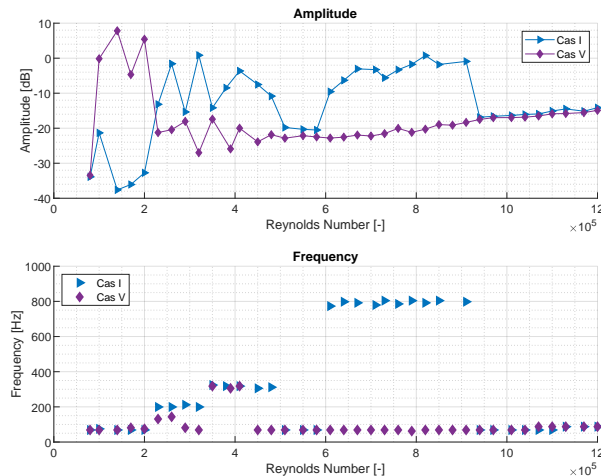 Amplitude
10
0
-10
-20
-30
-40
Amplitude [dB]
Cas I
Cas V
0 2 4 6 8 10 12
Reynolds Number [-]
×10⁵
Frequency
1000
800
600
400
200
0
Frequency [Hz]
Cas I
Cas V
0 2 4 6 8 10 12
Reynolds Number [-]
×10⁵